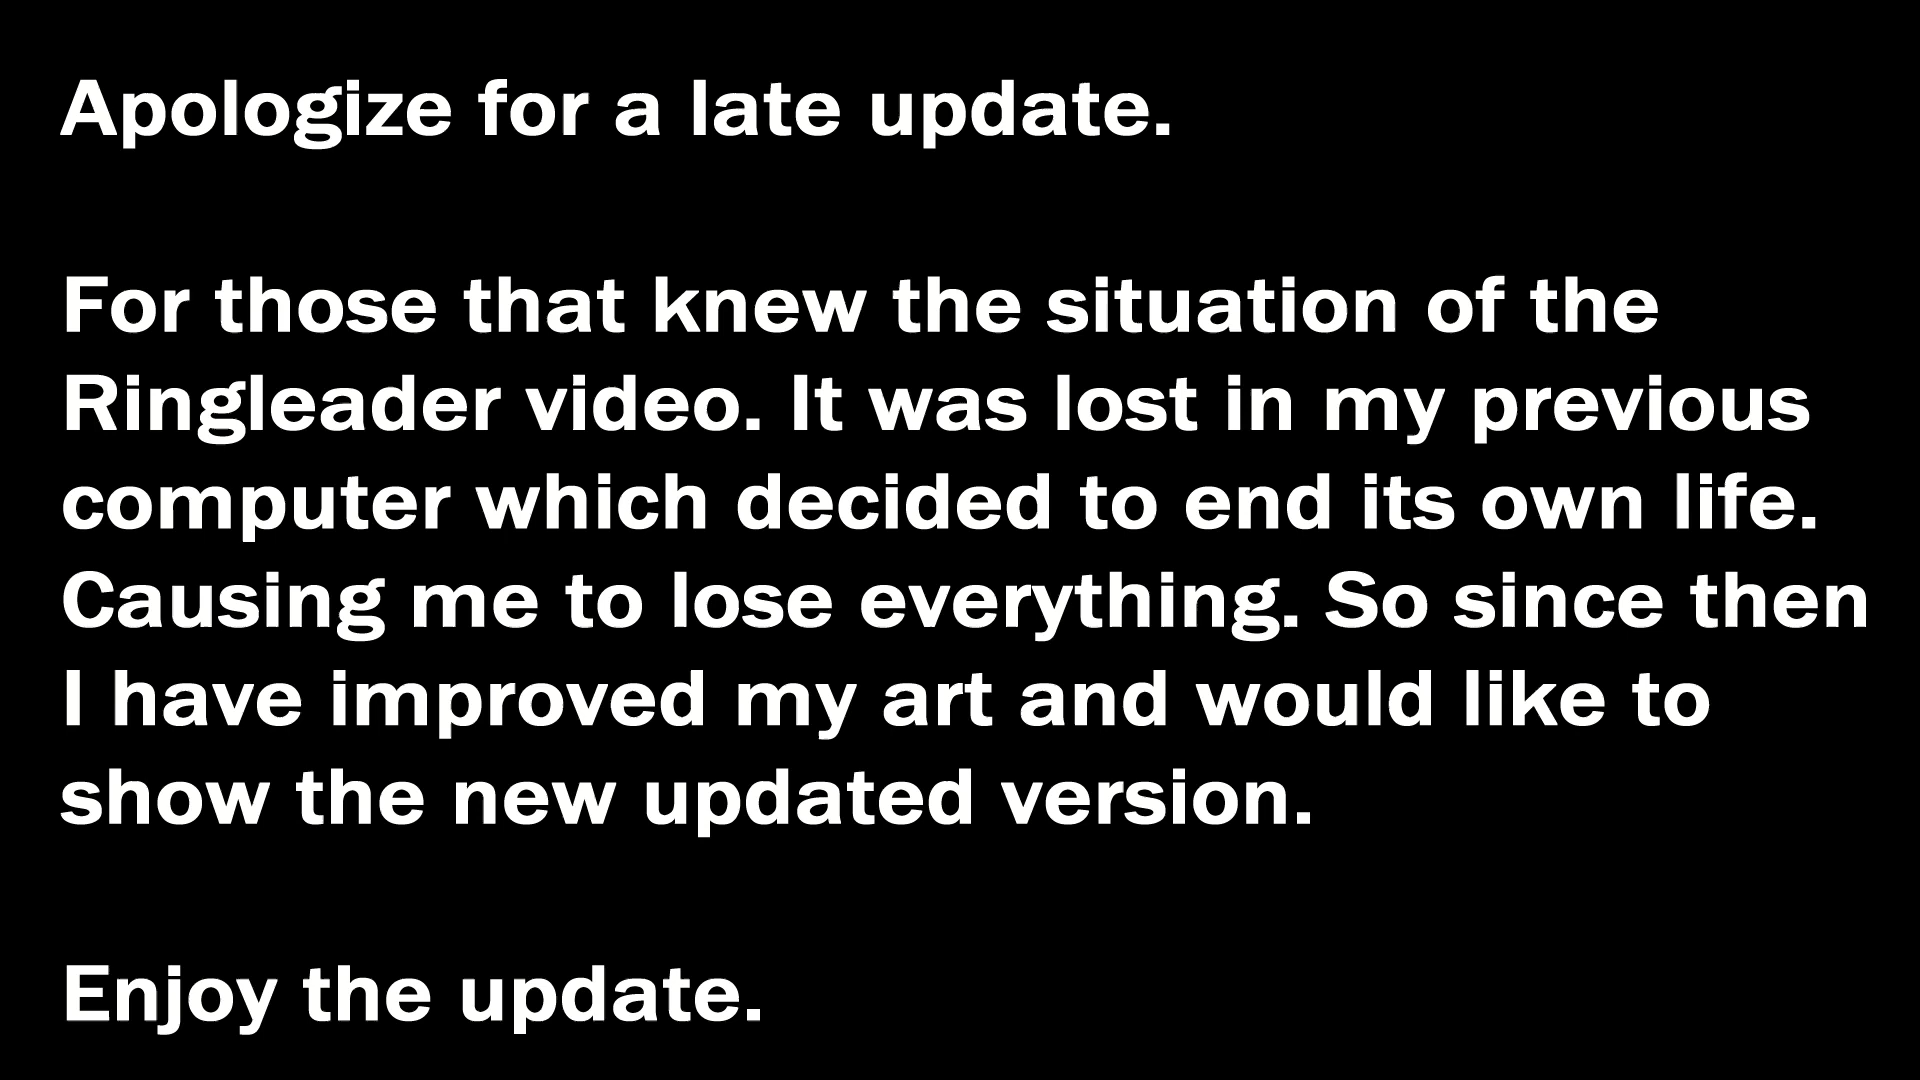 Apologize for a late update.
For those that knew the situation of the
Ringleader video. It was lost in my previous
computer which decided to end its own life.
Causing me to lose everything. So since then
I have improved my art and would like to
show the new updated version.
Enjoy the update.